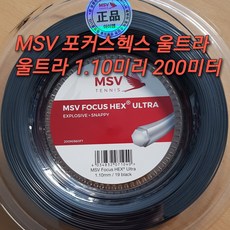 MSV
正品
MSV 포커스헥스 울트라
울트라 1.10미리 200미터
MSV
TENNIS
MSV FOCUS HEX® ULTRA
EXPLOSIVE • SNAPPY
MSV Focus HEX® Ultra
1.10mm / 19 black